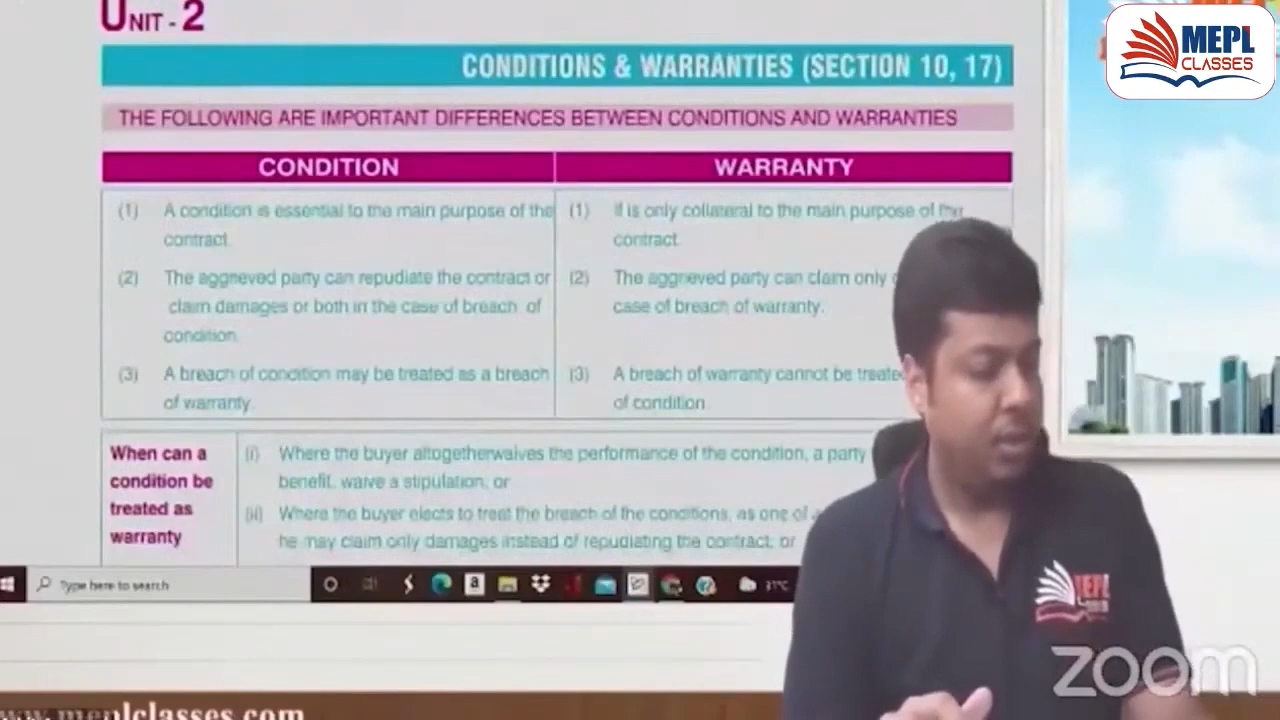 UNIT - 2
MEPL
CLASSES
CONDITIONS & WARRANTIES (SECTION 10, 17)
THE FOLLOWING ARE IMPORTANT DIFFERENCES BETWEEN CONDITIONS AND WARRANTIES
CONDITION
WARRANTY
(1) A condition is essential to the main purpose of the
contract.
(2) The aggrieved party can repudiate the contract or
claim damages or both in the case of breach of
condition.
(3) A breach of condition may be treated as a breach
of warranty.
(1) It is only collateral to the main purpose of the
contract.
(2) The aggrieved party can claim only
case of breach of warranty.
(3) A breach of warranty cannot be
of condition.
When can a
condition be
treated as
warranty
(i) Where the buyer altogetherwaives the performance of the condition, a party
benefit, waive a stipulation; or
(ii) Where the buyer elects to treat the breach of the conditions, as one of
he may claim only damages instead of repudiating the contract; or
Type here to search
31°C
MEPL
zoom
www.meplclasses.com